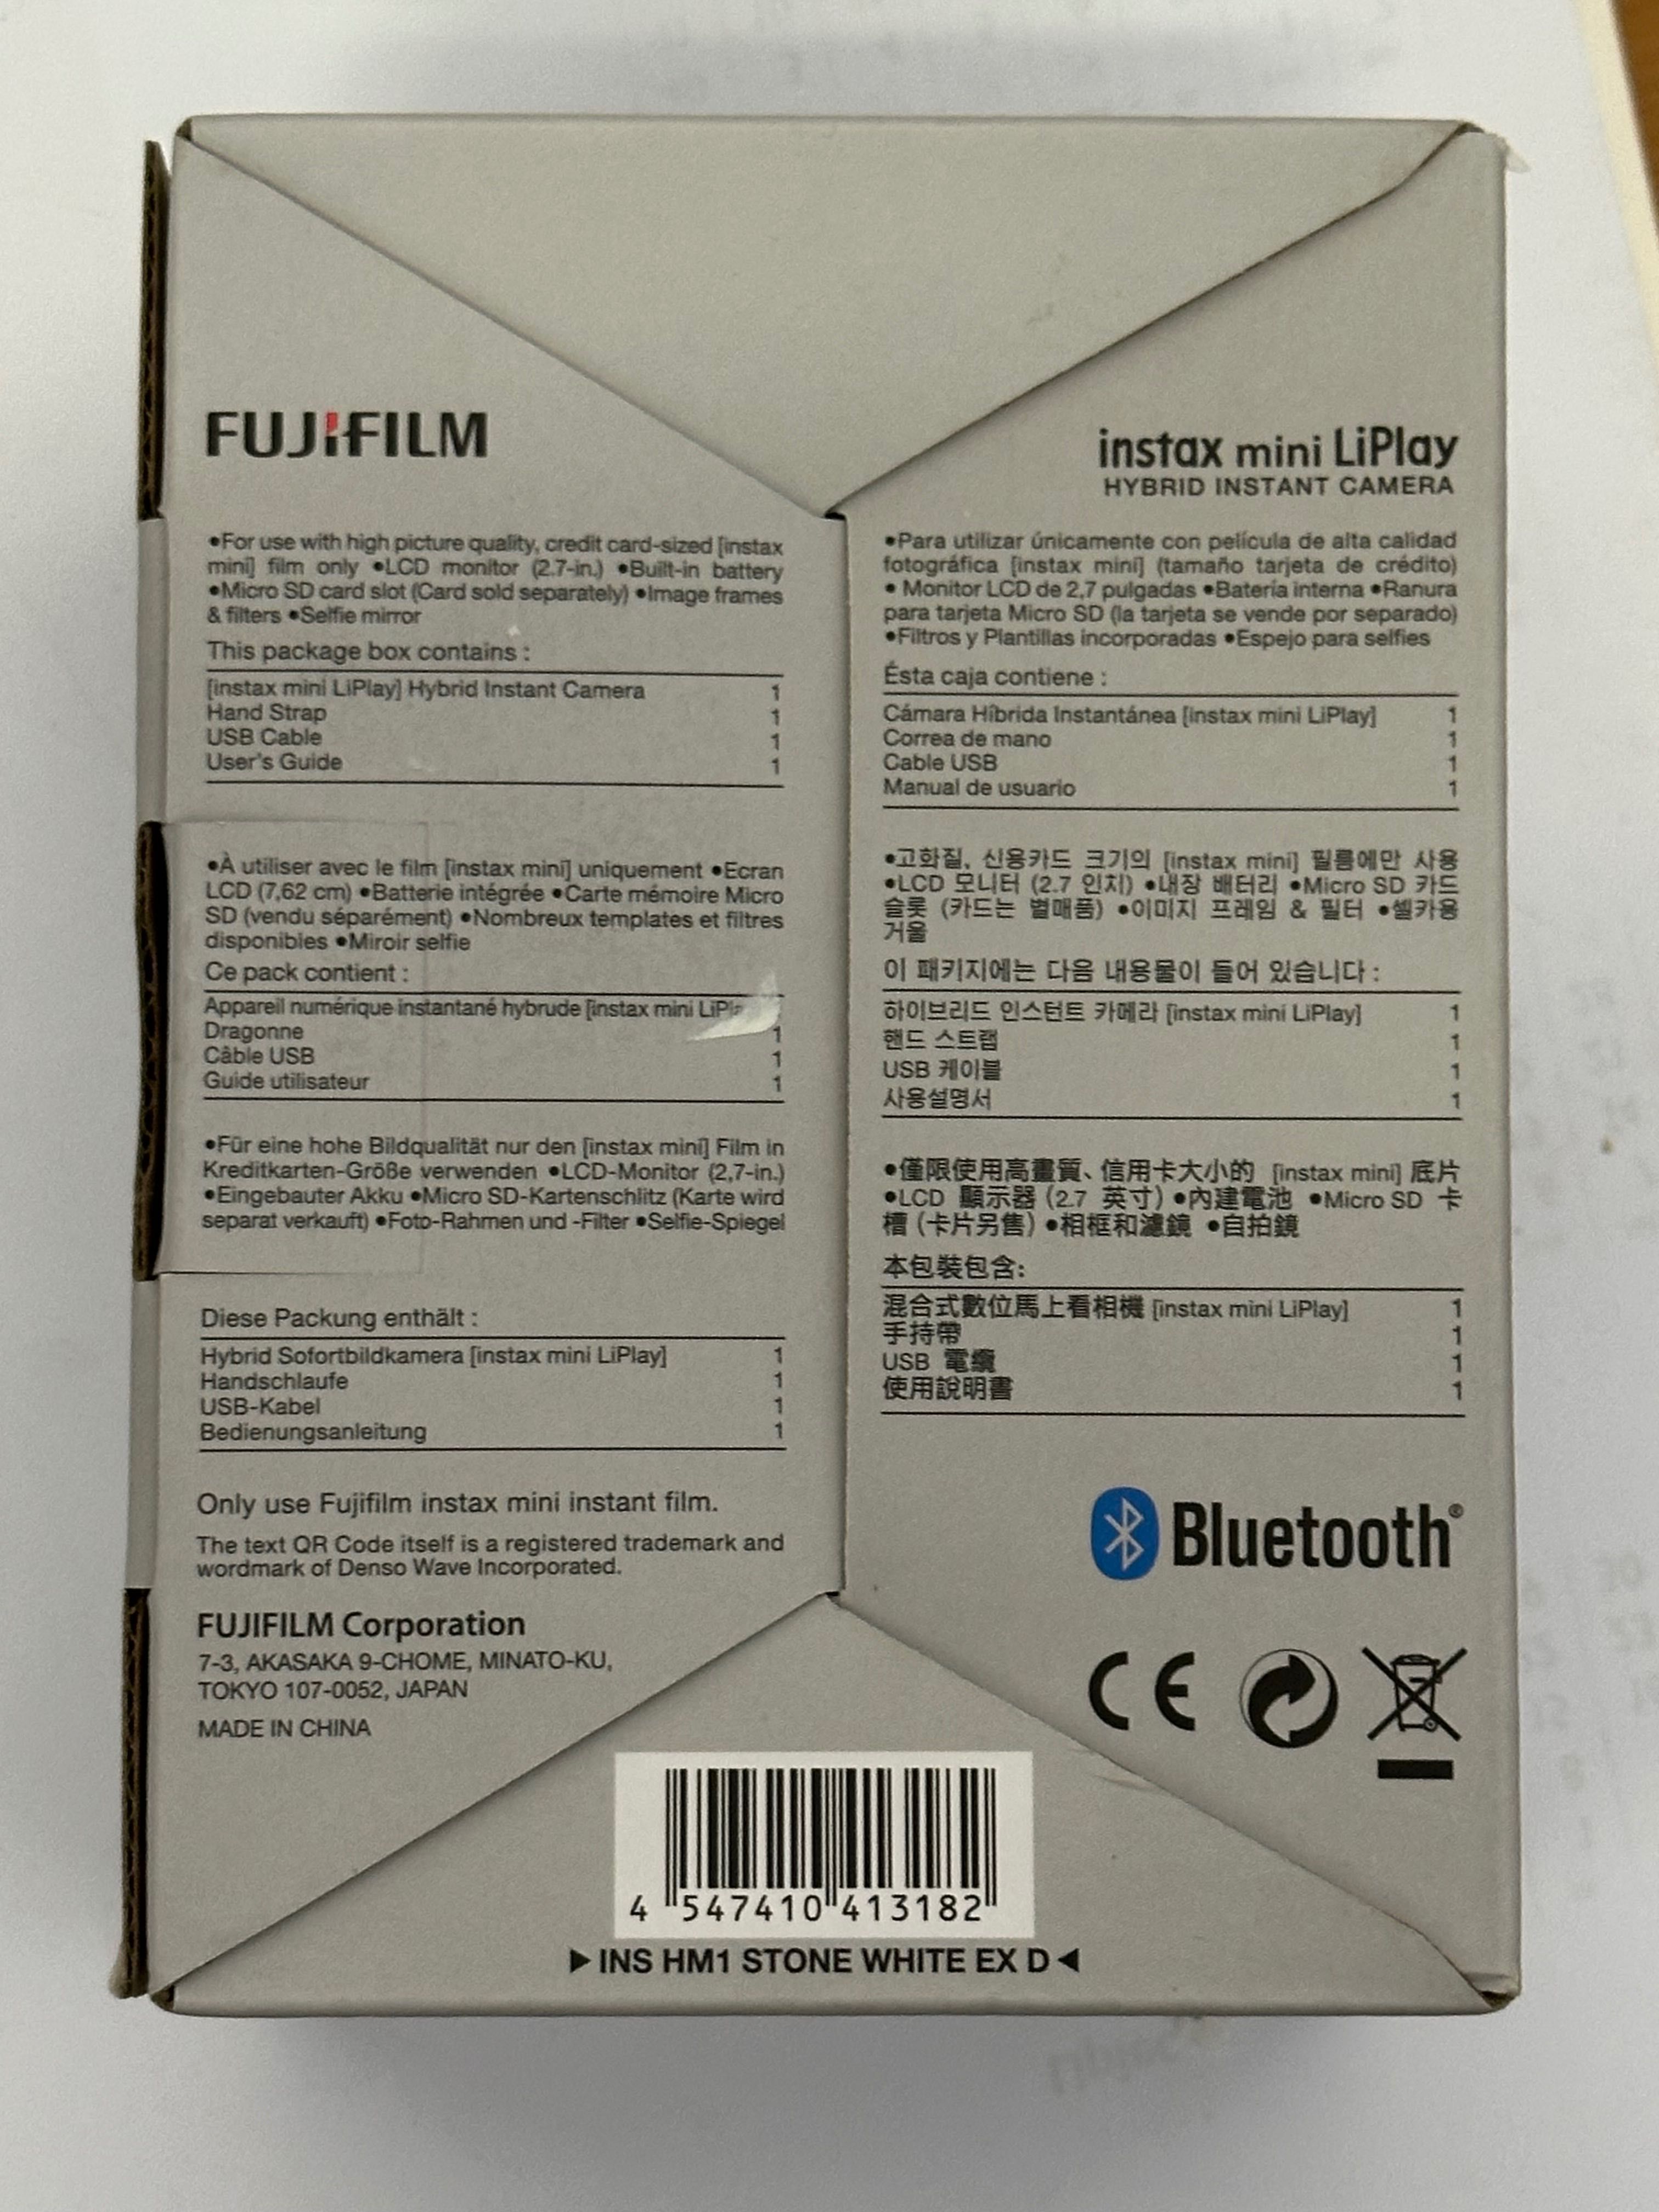 FUJIFILM
•For use with high picture quality, credit card-sized [instax
mini] film only •LCD monitor (2.7-in.) •Built-in battery
•Micro SD card slot (Card sold separately) •Image frames
& filters •Selfie mirror
This package box contains :
[instax mini LiPlay] Hybrid Instant Camera 1
Hand Strap 1
USB Cable 1
User's Guide 1
•À utiliser avec le film [instax mini] uniquement •Ecran
LCD (7,62 cm) •Batterie intégrée •Carte mémoire Micro
SD (vendu séparément) •Nombreux templates et filtres
disponibles •Miroir selfie
Ce pack contient :
Appareil numérique instantané hybrude [instax mini
Dragonne 1
Câble USB 1
Guide utilisateur 1
•Für eine hohe Bildqualität nur den [instax mini] Film in
Kreditkarten-Größe verwenden •LCD-Monitor (2,7-in.)
•Eingebauter Akku •Micro SD-Kartenschlitz (Karte wird
separat verkauft) •Foto-Rahmen und -Filter •Selfie-Spiegel
Diese Packung enthält :
Hybrid Sofortbildkamera [instax mini LiPlay] 1
Handschlaufe 1
USB-Kabel 1
Bedienungsanleitung 1
Only use Fujifilm instax mini instant film.
The text QR Code itself is a registered trademark and
wordmark of Denso Wave Incorporated.
FUJIFILM Corporation
7-3, AKASAKA 9-CHOME, MINATO-KU,
TOKYO 107-0052, JAPAN
MADE IN CHINA
instax mini LiPlay
HYBRID INSTANT CAMERA
•Para utilizar únicamente con película de alta calidad
fotográfica [instax mini] (tamaño tarjeta de crédito)
• Monitor LCD de 2,7 pulgadas •Batería interna •Ranura
para tarjeta Micro SD (la tarjeta se vende por separado)
•Filtros y Plantillas incorporadas •Espejo para selfies
Ésta caja contiene :
Cámara Híbrida Instantánea [instax mini LiPlay] 1
Correa de mano 1
Cable USB 1
Manual de usuario 1
•고화질, 신용카드 크기의 [instax mini] 필름에만 사용
•LCD 모니터 (2.7 인치) •내장 배터리 •Micro SD 카드
슬롯 (카드는 별매품) •이미지 프레임 & 필터 •셀카용
거울
이 패키지에는 다음 내용물이 들어 있습니다 :
하이브리드 인스턴트 카메라 [instax mini LiPlay] 1
핸드 스트랩 1
USB 케이블 1
사용설명서 1
•僅限使用高畫質、信用卡大小的 [instax mini] 底片
•LCD 顯示器 (2.7 英寸) •內建電池 •Micro SD 卡
槽 (卡片另售) •相框和濾鏡 •自拍鏡
本包裝包含:
混合式數位馬上看相機 [instax mini LiPlay] 1
手持帶 1
USB 電纜 1
使用說明書 1
Bluetooth®
CE
4 547410 413182
▶INS HM1 STONE WHITE EX D◀